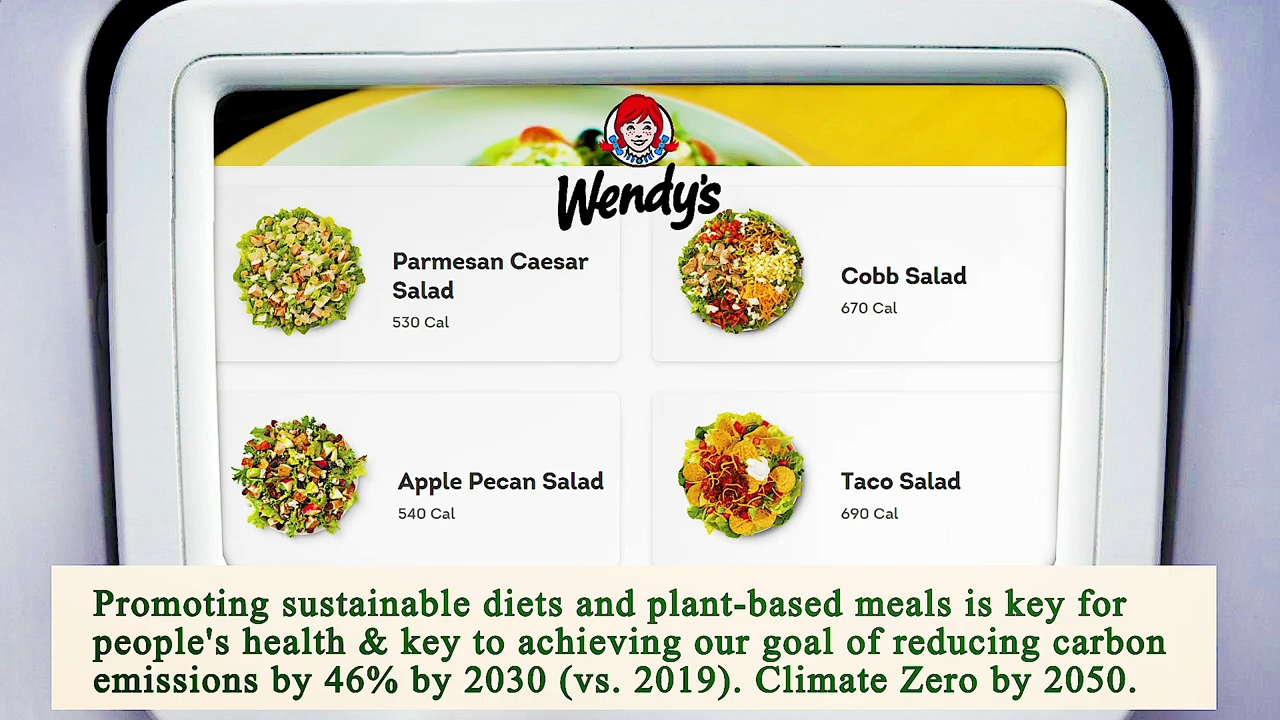 Wendy's
Parmesan Caesar
Salad
530 Cal
Cobb Salad
670 Cal
Apple Pecan Salad
540 Cal
Taco Salad
690 Cal
Promoting sustainable diets and plant-based meals is key for
people's health & key to achieving our goal of reducing carbon
emissions by 46% by 2030 (vs. 2019). Climate Zero by 2050.